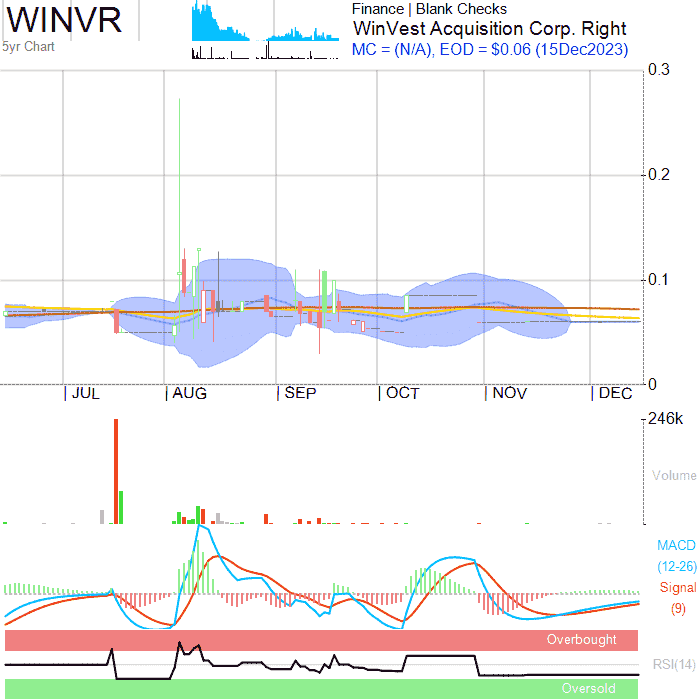 WINVR
5yr Chart
Finance | Blank Checks
WinVest Acquisition Corp. Right
MC = (N/A), EOD = $0.06 (15Dec2023)
0.3
0.2
0.1
0
JUL AUG SEP OCT NOV DEC
246k
Volume
MACD
(12-26)
Signal
(9)
Overbought
RSI(14)
Oversold